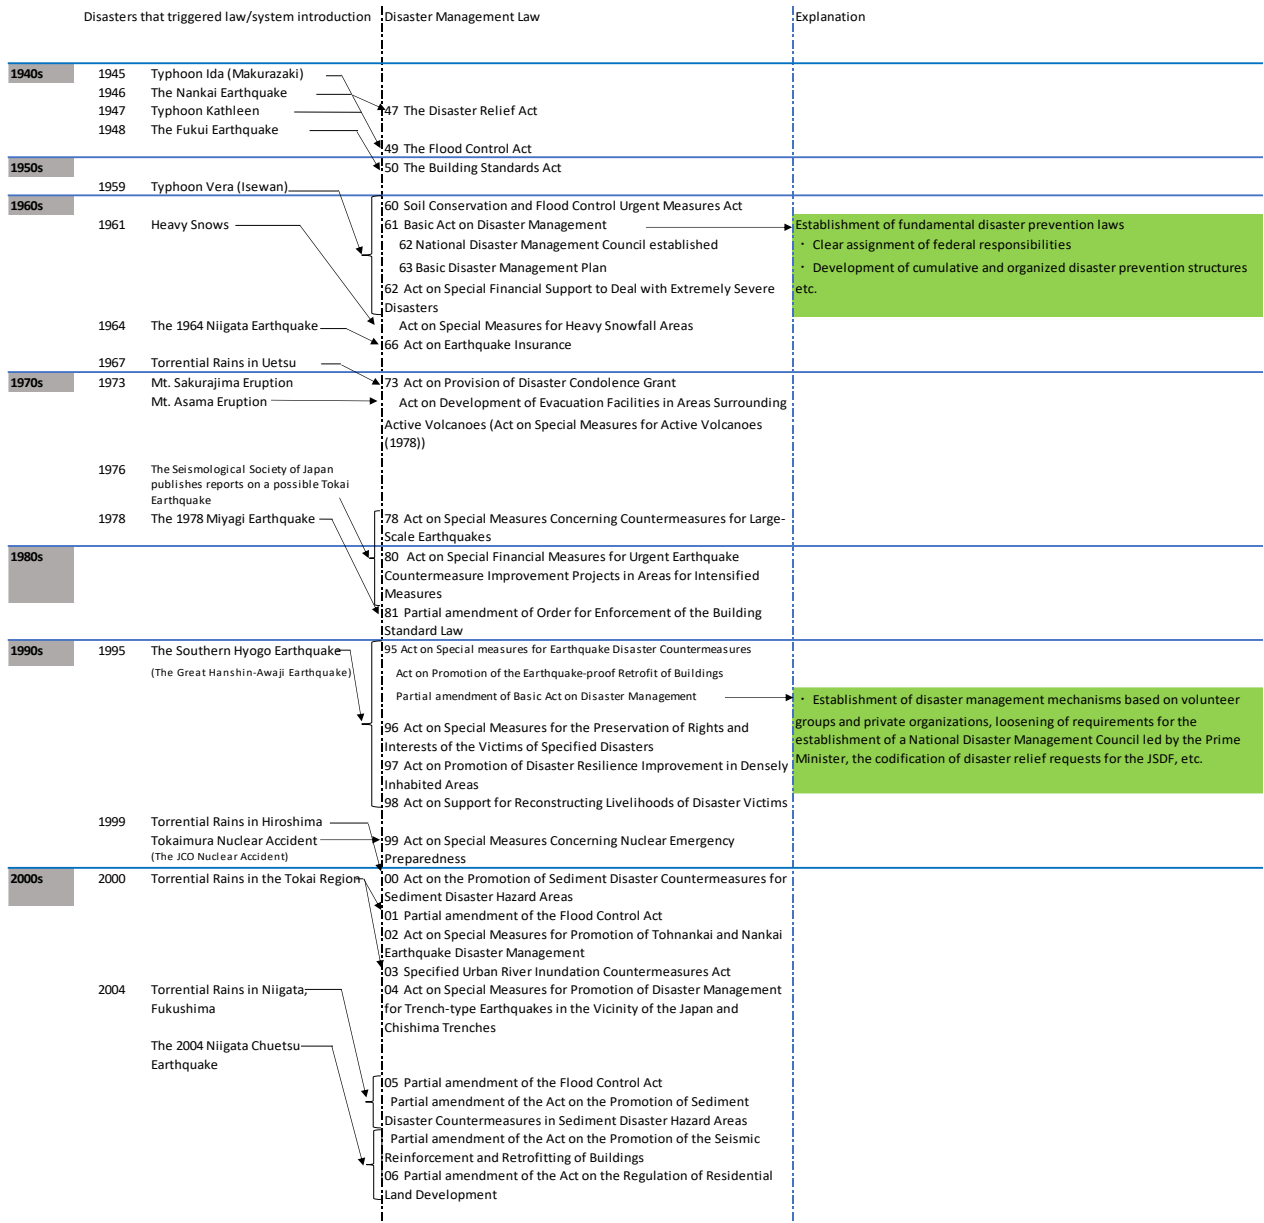 Disasters that triggered law/system introduction Disaster Management Law Explanation
1940s 1945 Typhoon Ida (Makurazaki)
1946 The Nankai Earthquake
1947 Typhoon Kathleen 47 The Disaster Relief Act
1948 The Fukui Earthquake
49 The Flood Control Act
1950s 50 The Building Standards Act
1959 Typhoon Vera (Isewan)
1960s 60 Soil Conservation and Flood Control Urgent Measures Act
1961 Heavy Snows 61 Basic Act on Disaster Management Establishment of fundamental disaster prevention laws
62 National Disaster Management Council established ・ Clear assignment of federal responsibilities
63 Basic Disaster Management Plan ・ Development of cumulative and organized disaster prevention structures
62 Act on Special Financial Support to Deal with Extremely Severe etc.
Disasters
1964 The 1964 Niigata Earthquake Act on Special Measures for Heavy Snowfall Areas
66 Act on Earthquake Insurance
1967 Torrential Rains in Uetsu
1970s 1973 Mt. Sakurajima Eruption 73 Act on Provision of Disaster Condolence Grant
Mt. Asama Eruption Act on Development of Evacuation Facilities in Areas Surrounding
Active Volcanoes (Act on Special Measures for Active Volcanoes
(1978))
1976 The Seismological Society of Japan
publishes reports on a possible Tokai
Earthquake
1978 The 1978 Miyagi Earthquake 78 Act on Special Measures Concerning Countermeasures for Large-
Scale Earthquakes
1980s 80 Act on Special Financial Measures for Urgent Earthquake
Countermeasure Improvement Projects in Areas for Intensified
Measures
81 Partial amendment of Order for Enforcement of the Building
Standard Law
1990s 1995 The Southern Hyogo Earthquake 95 Act on Special measures for Earthquake Disaster Countermeasures
(The Great Hanshin-Awaji Earthquake) Act on Promotion of the Earthquake-proof Retrofit of Buildings
Partial amendment of Basic Act on Disaster Management ・ Establishment of disaster management mechanisms based on volunteer
groups and private organizations, loosening of requirements for the
96 Act on Special Measures for the Preservation of Rights and establishment of a National Disaster Management Council led by the Prime
Interests of the Victims of Specified Disasters Minister, the codification of disaster relief requests for the JSDF, etc.
97 Act on Promotion of Disaster Resilience Improvement in Densely
Inhabited Areas
98 Act on Support for Reconstructing Livelihoods of Disaster Victims
1999 Torrential Rains in Hiroshima
Tokaimura Nuclear Accident 99 Act on Special Measures Concerning Nuclear Emergency
(The JCO Nuclear Accident) Preparedness
2000s 2000 Torrential Rains in the Tokai Region 00 Act on the Promotion of Sediment Disaster Countermeasures for
Sediment Disaster Hazard Areas
01 Partial amendment of the Flood Control Act
02 Act on Special Measures for Promotion of Tohnankai and Nankai
Earthquake Disaster Management
03 Specified Urban River Inundation Countermeasures Act
2004 Torrential Rains in Niigata, 04 Act on Special Measures for Promotion of Disaster Management
Fukushima for Trench-type Earthquakes in the Vicinity of the Japan and
Chishima Trenches
The 2004 Niigata Chuetsu
Earthquake
05 Partial amendment of the Flood Control Act
Partial amendment of the Act on the Promotion of Sediment
Disaster Countermeasures in Sediment Disaster Hazard Areas
Partial amendment of the Act on the Promotion of the Seismic
Reinforcement and Retrofitting of Buildings
06 Partial amendment of the Act on the Regulation of Residential
Land Development